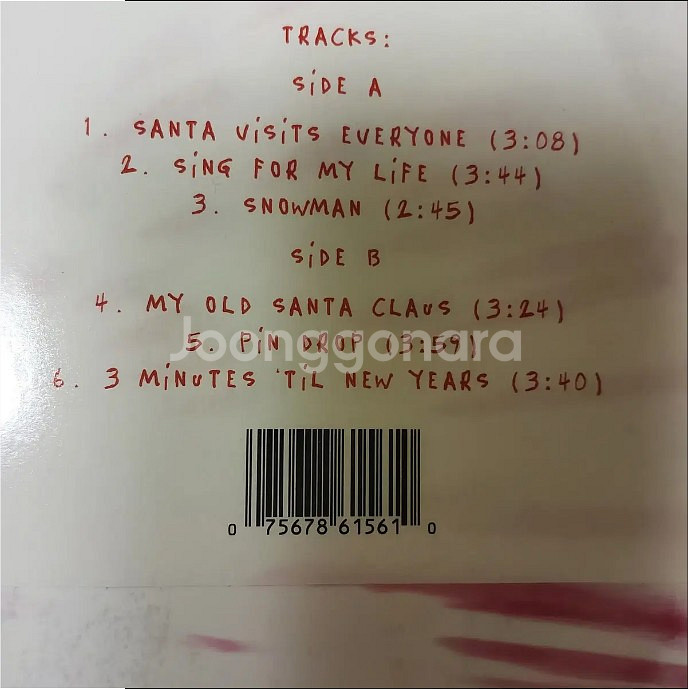 TRACKS:
SiDE A
1. SANTA ViSiTS EVERYONE (3:08)
2. SiNG FOR MY LiFE (3:44)
3. SNOWMAN (2:45)
SiDE B
4. MY OLD SANTA CLAUS (3:24)
5. PiN DROP (3:59)
Joonggonara
6. 3 MiNUTES 'TiL NEW YEARS (3:40)
0 75678 61561 0